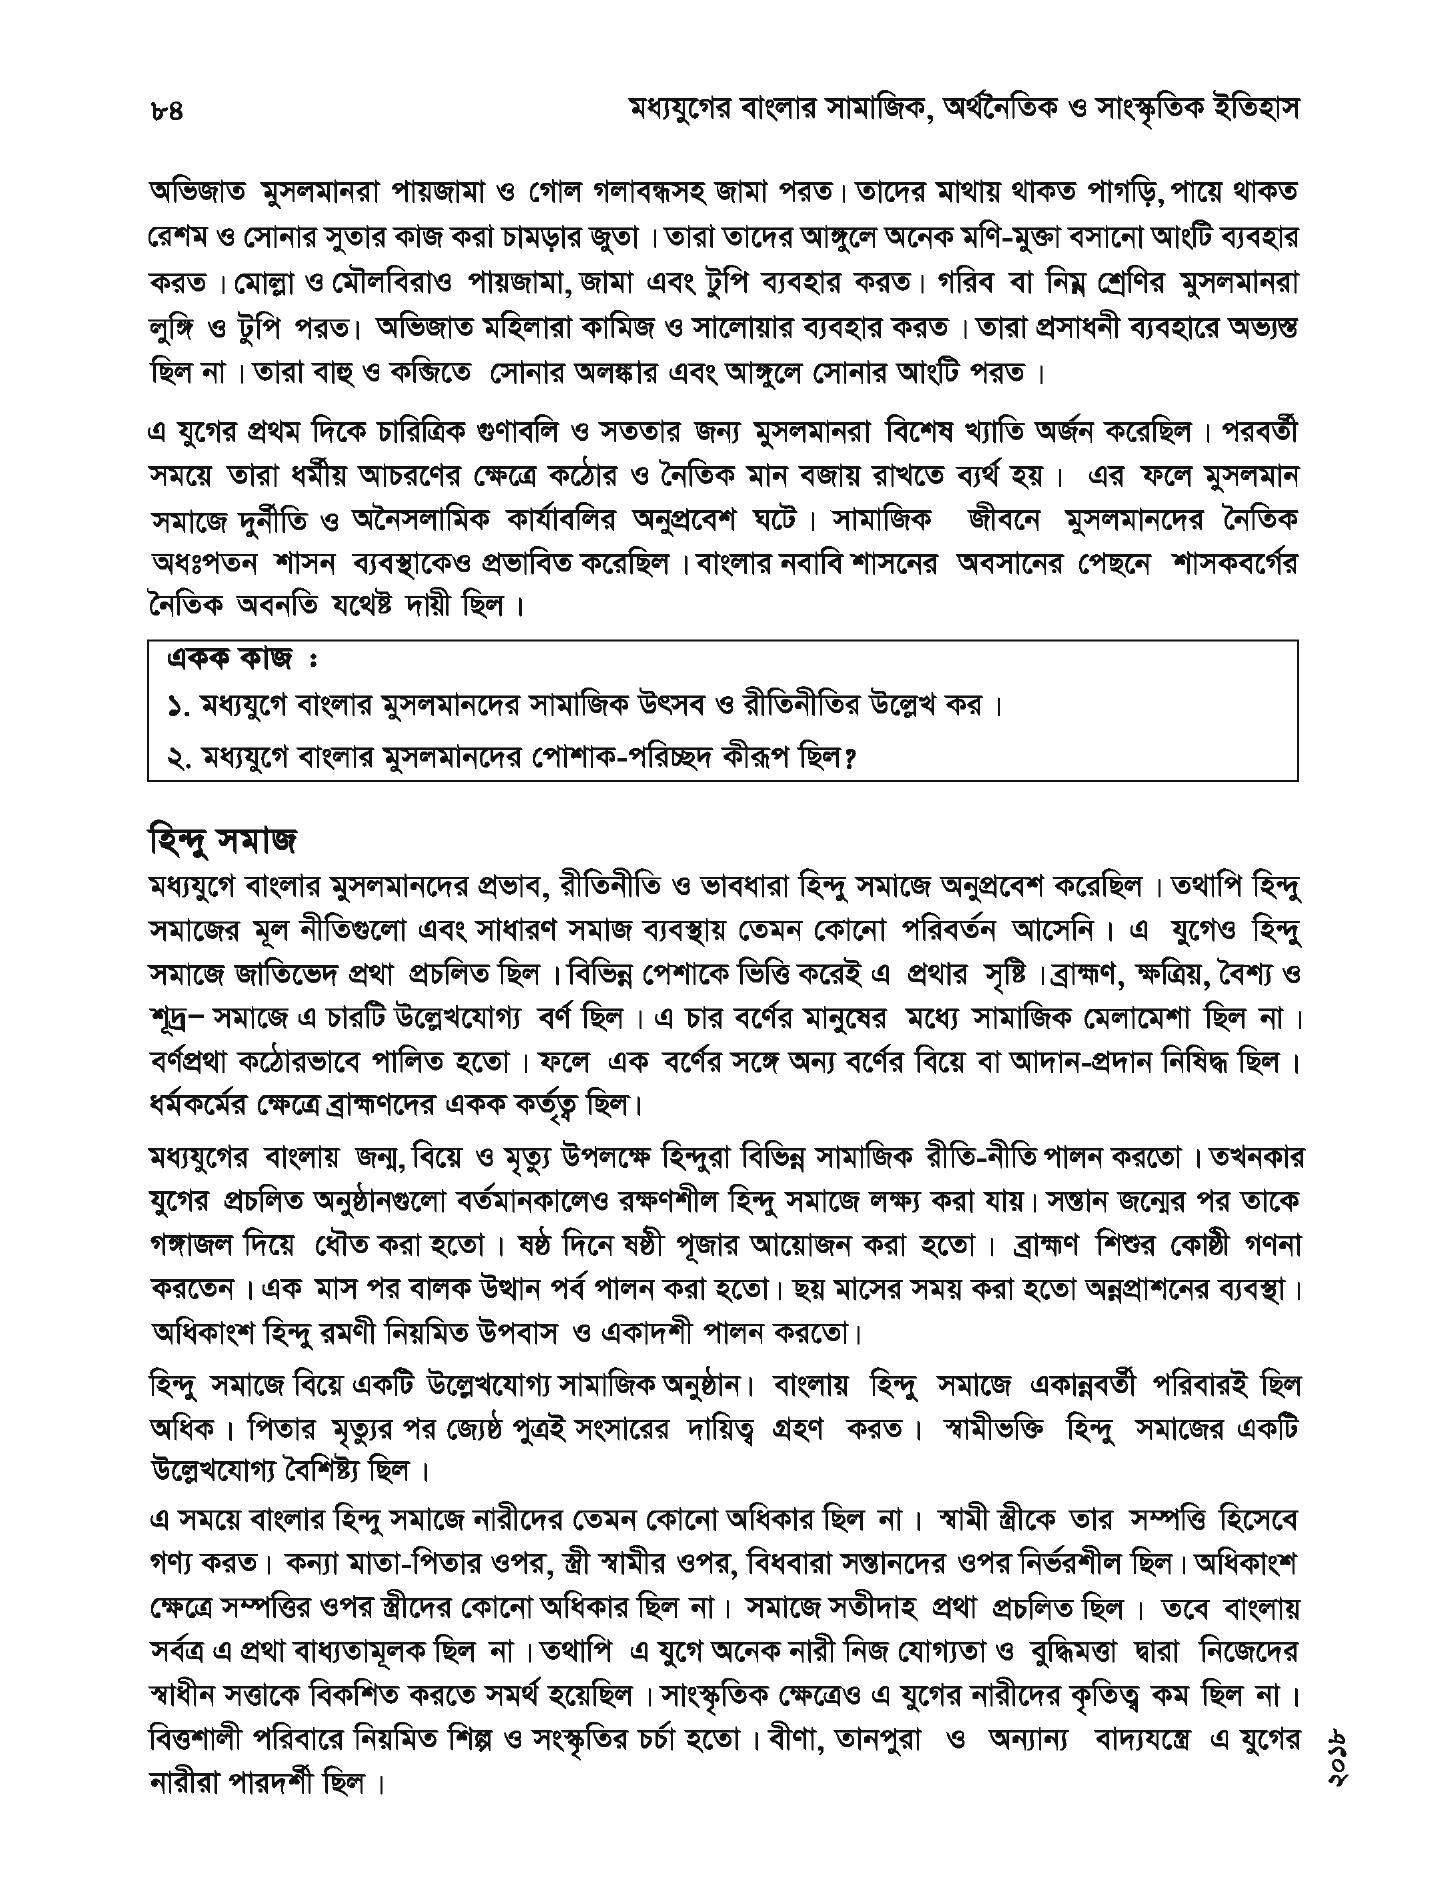 ৮৪
মধ্যযুগের বাংলার সামাজিক, অর্থনৈতিক ও সাংস্কৃতিক ইতিহাস
অভিজাত মুসলমানরা পায়জামা ও গোল গলাবন্ধসহ জামা পরত। তাদের মাথায় থাকত পাগড়ি, পায়ে থাকত
রেশম ও সোনার সুতার কাজ করা চামড়ার জুতা । তারা তাদের আঙ্গুলে অনেক মণি-মুক্তা বসানো আংটি ব্যবহার
করত । মোল্লা ও মৌলবিরাও পায়জামা, জামা এবং টুপি ব্যবহার করত। গরিব বা নিম্ন শ্রেণির মুসলমানরা
লুঙ্গি ও টুপি পরত। অভিজাত মহিলারা কামিজ ও সালোয়ার ব্যবহার করত । তারা প্রসাধনী ব্যবহারে অভ্যস্ত
ছিল না । তারা বাহু ও কব্জিতে সোনার অলঙ্কার এবং আঙ্গুলে সোনার আংটি পরত ।
এ যুগের প্রথম দিকে চারিত্রিক গুণাবলি ও সততার জন্য মুসলমানরা বিশেষ খ্যাতি অর্জন করেছিল । পরবর্তী
সময়ে তারা ধর্মীয় আচরণের ক্ষেত্রে কঠোর ও নৈতিক মান বজায় রাখতে ব্যর্থ হয় । এর ফলে মুসলমান
সমাজে দুর্নীতি ও অনৈসলামিক কার্যাবলির অনুপ্রবেশ ঘটে । সামাজিক জীবনে মুসলমানদের নৈতিক
অধঃপতন শাসন ব্যবস্থাকেও প্রভাবিত করেছিল । বাংলার নবাবি শাসনের অবসানের পেছনে শাসকবর্গের
নৈতিক অবনতি যথেষ্ট দায়ী ছিল ।
একক কাজ :
১. মধ্যযুগে বাংলার মুসলমানদের সামাজিক উৎসব ও রীতিনীতির উল্লেখ কর ।
২. মধ্যযুগে বাংলার মুসলমানদের পোশাক-পরিচ্ছদ কীরূপ ছিল?
হিন্দু সমাজ
মধ্যযুগে বাংলার মুসলমানদের প্রভাব, রীতিনীতি ও ভাবধারা হিন্দু সমাজে অনুপ্রবেশ করেছিল । তথাপি হিন্দু
সমাজের মূল নীতিগুলো এবং সাধারণ সমাজ ব্যবস্থায় তেমন কোনো পরিবর্তন আসেনি । এ যুগেও হিন্দু
সমাজে জাতিভেদ প্রথা প্রচলিত ছিল । বিভিন্ন পেশাকে ভিত্তি করেই এ প্রথার সৃষ্টি । ব্রাহ্মণ, ক্ষত্রিয়, বৈশ্য ও
শূদ্র– সমাজে এ চারটি উল্লেখযোগ্য বর্ণ ছিল । এ চার বর্ণের মানুষের মধ্যে সামাজিক মেলামেশা ছিল না ।
বর্ণপ্রথা কঠোরভাবে পালিত হতো । ফলে এক বর্ণের সঙ্গে অন্য বর্ণের বিয়ে বা আদান-প্রদান নিষিদ্ধ ছিল ।
ধর্মকর্মের ক্ষেত্রে ব্রাহ্মণদের একক কর্তৃত্ব ছিল।
মধ্যযুগের বাংলায় জন্ম, বিয়ে ও মৃত্যু উপলক্ষে হিন্দুরা বিভিন্ন সামাজিক রীতি-নীতি পালন করতো । তখনকার
যুগের প্রচলিত অনুষ্ঠানগুলো বর্তমানকালেও রক্ষণশীল হিন্দু সমাজে লক্ষ্য করা যায়। সন্তান জন্মের পর তাকে
গঙ্গাজল দিয়ে ধৌত করা হতো । ষষ্ঠ দিনে ষষ্ঠী পূজার আয়োজন করা হতো । ব্রাহ্মণ শিশুর কোষ্ঠী গণনা
করতেন । এক মাস পর বালক উত্থান পর্ব পালন করা হতো। ছয় মাসের সময় করা হতো অন্নপ্রাশনের ব্যবস্থা।
অধিকাংশ হিন্দু রমণী নিয়মিত উপবাস ও একাদশী পালন করতো।
হিন্দু সমাজে বিয়ে একটি উল্লেখযোগ্য সামাজিক অনুষ্ঠান। বাংলায় হিন্দু সমাজে একান্নবর্তী পরিবারই ছিল
অধিক । পিতার মৃত্যুর পর জ্যেষ্ঠ পুত্রই সংসারের দায়িত্ব গ্রহণ করত । স্বামীভক্তি হিন্দু সমাজের একটি
উল্লেখযোগ্য বৈশিষ্ট্য ছিল ।
এ সময়ে বাংলার হিন্দু সমাজে নারীদের তেমন কোনো অধিকার ছিল না । স্বামী স্ত্রীকে তার সম্পত্তি হিসেবে
গণ্য করত। কন্যা মাতা-পিতার ওপর, স্ত্রী স্বামীর ওপর, বিধবারা সন্তানদের ওপর নির্ভরশীল ছিল। অধিকাংশ
ক্ষেত্রে সম্পত্তির ওপর স্ত্রীদের কোনো অধিকার ছিল না। সমাজে সতীদাহ প্রথা প্রচলিত ছিল । তবে বাংলায়
সর্বত্র এ প্রথা বাধ্যতামূলক ছিল না । তথাপি এ যুগে অনেক নারী নিজ যোগ্যতা ও বুদ্ধিমত্তা দ্বারা নিজেদের
স্বাধীন সত্তাকে বিকশিত করতে সমর্থ হয়েছিল । সাংস্কৃতিক ক্ষেত্রেও এ যুগের নারীদের কৃতিত্ব কম ছিল না ।
বিত্তশালী পরিবারে নিয়মিত শিল্প ও সংস্কৃতির চর্চা হতো । বীণা, তানপুরা ও অন্যান্য বাদ্যযন্ত্রে এ যুগের
নারীরা পারদর্শী ছিল ।
২০১৮